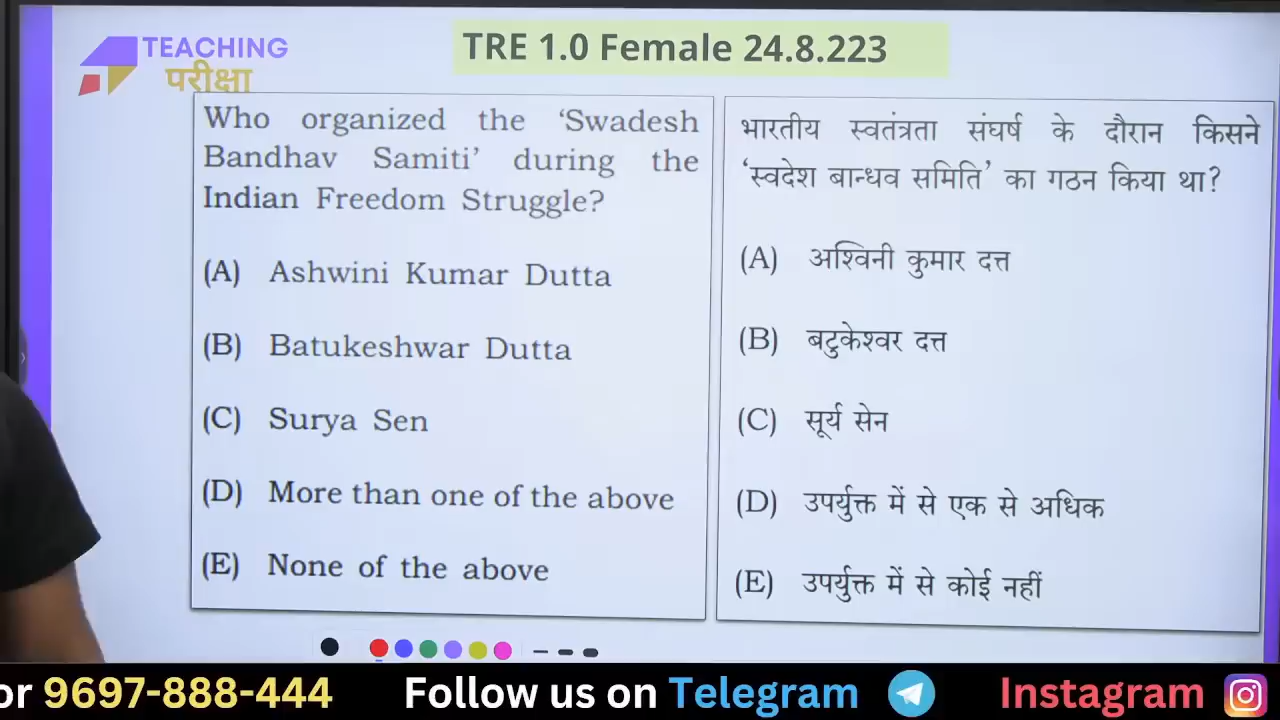 TEACHING
परीक्षा
TRE 1.0 Female 24.8.223
Who organized the ‘Swadesh
Bandhav Samiti’ during the
Indian Freedom Struggle?
(A) Ashwini Kumar Dutta
(B) Batukeshwar Dutta
(C) Surya Sen
(D) More than one of the above
(E) None of the above
भारतीय स्वतंत्रता संघर्ष के दौरान किसने
‘स्वदेश बान्धव समिति’ का गठन किया था?
(A) अश्विनी कुमार दत्त
(B) बटुकेश्वर दत्त
(C) सूर्य सेन
(D) उपर्युक्त में से एक से अधिक
(E) उपर्युक्त में से कोई नहीं
or 9697-888-444 Follow us on Telegram Instagram